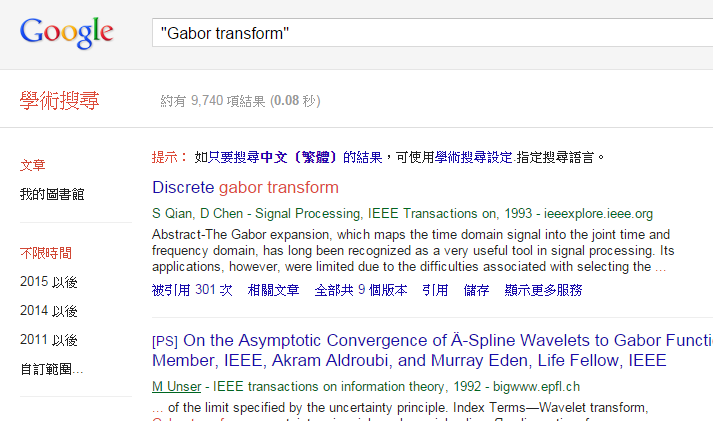 Google
"Gabor transform"
學術搜尋
約有 9,740 項結果 (0.08 秒)
文章
我的圖書館
不限時間
2015 以後
2014 以後
2011 以後
自訂範圍...
提示： 如只要搜尋中文〔繁體〕的結果，可使用學術搜尋設定.指定搜尋語言。
Discrete gabor transform
S Qian, D Chen - Signal Processing, IEEE Transactions on, 1993 - ieeexplore.ieee.org
Abstract-The Gabor expansion, which maps the time domain signal into the joint time and
frequency domain, has long been recognized as a very useful tool in signal processing. Its
applications, however, were limited due to the difficulties associated with selecting the ...
被引用 301 次 相關文章 全部共 9 個版本 引用 儲存 顯示更多服務
[PS] On the Asymptotic Convergence of Ä-Spline Wavelets to Gabor Functi
Member, IEEE, Akram Aldroubi, and Murray Eden, Life Fellow, IEEE
M Unser - IEEE transactions on information theory, 1992 - bigwww.epfl.ch
... of the limit specified by the uncertainty principle. Index Terms—Wavelet transform,